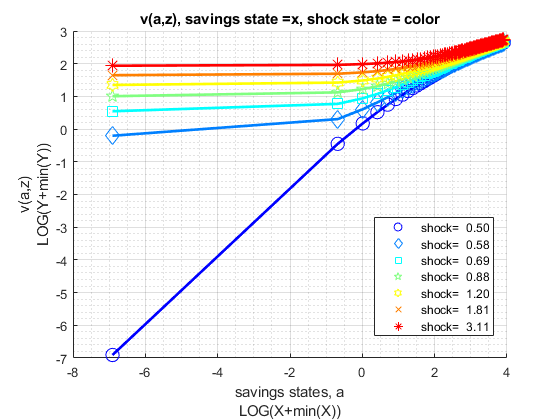 v(a,z), savings state =x, shock state = color
v(a,z)
LOG(Y+min(Y))
3
2
1
0
-1
-2
-3
-4
-5
-6
-7
shock= 0.50
shock= 0.58
shock= 0.69
shock= 0.88
shock= 1.20
shock= 1.81
shock= 3.11
-8 -6 -4 -2 0 2 4
savings states, a
LOG(X+min(X))